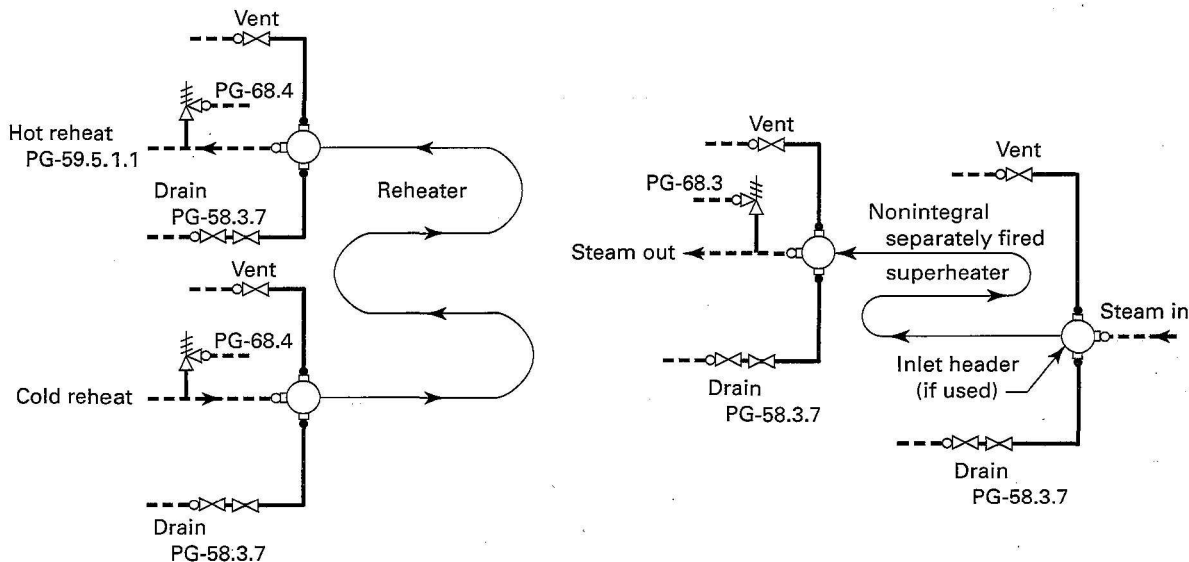 Vent
PG-68.4
Hot reheat
PG-59.5.1.1
Drain
PG-58.3.7
Reheater
Vent
PG-68.4
Cold reheat
Drain
PG-58.3.7
Vent
PG-68.3
Steam out
Nonintegral
separately fired
superheater
Drain
PG-58.3.7
Vent
Steam in
Inlet header
(if used)
Drain
PG-58.3.7